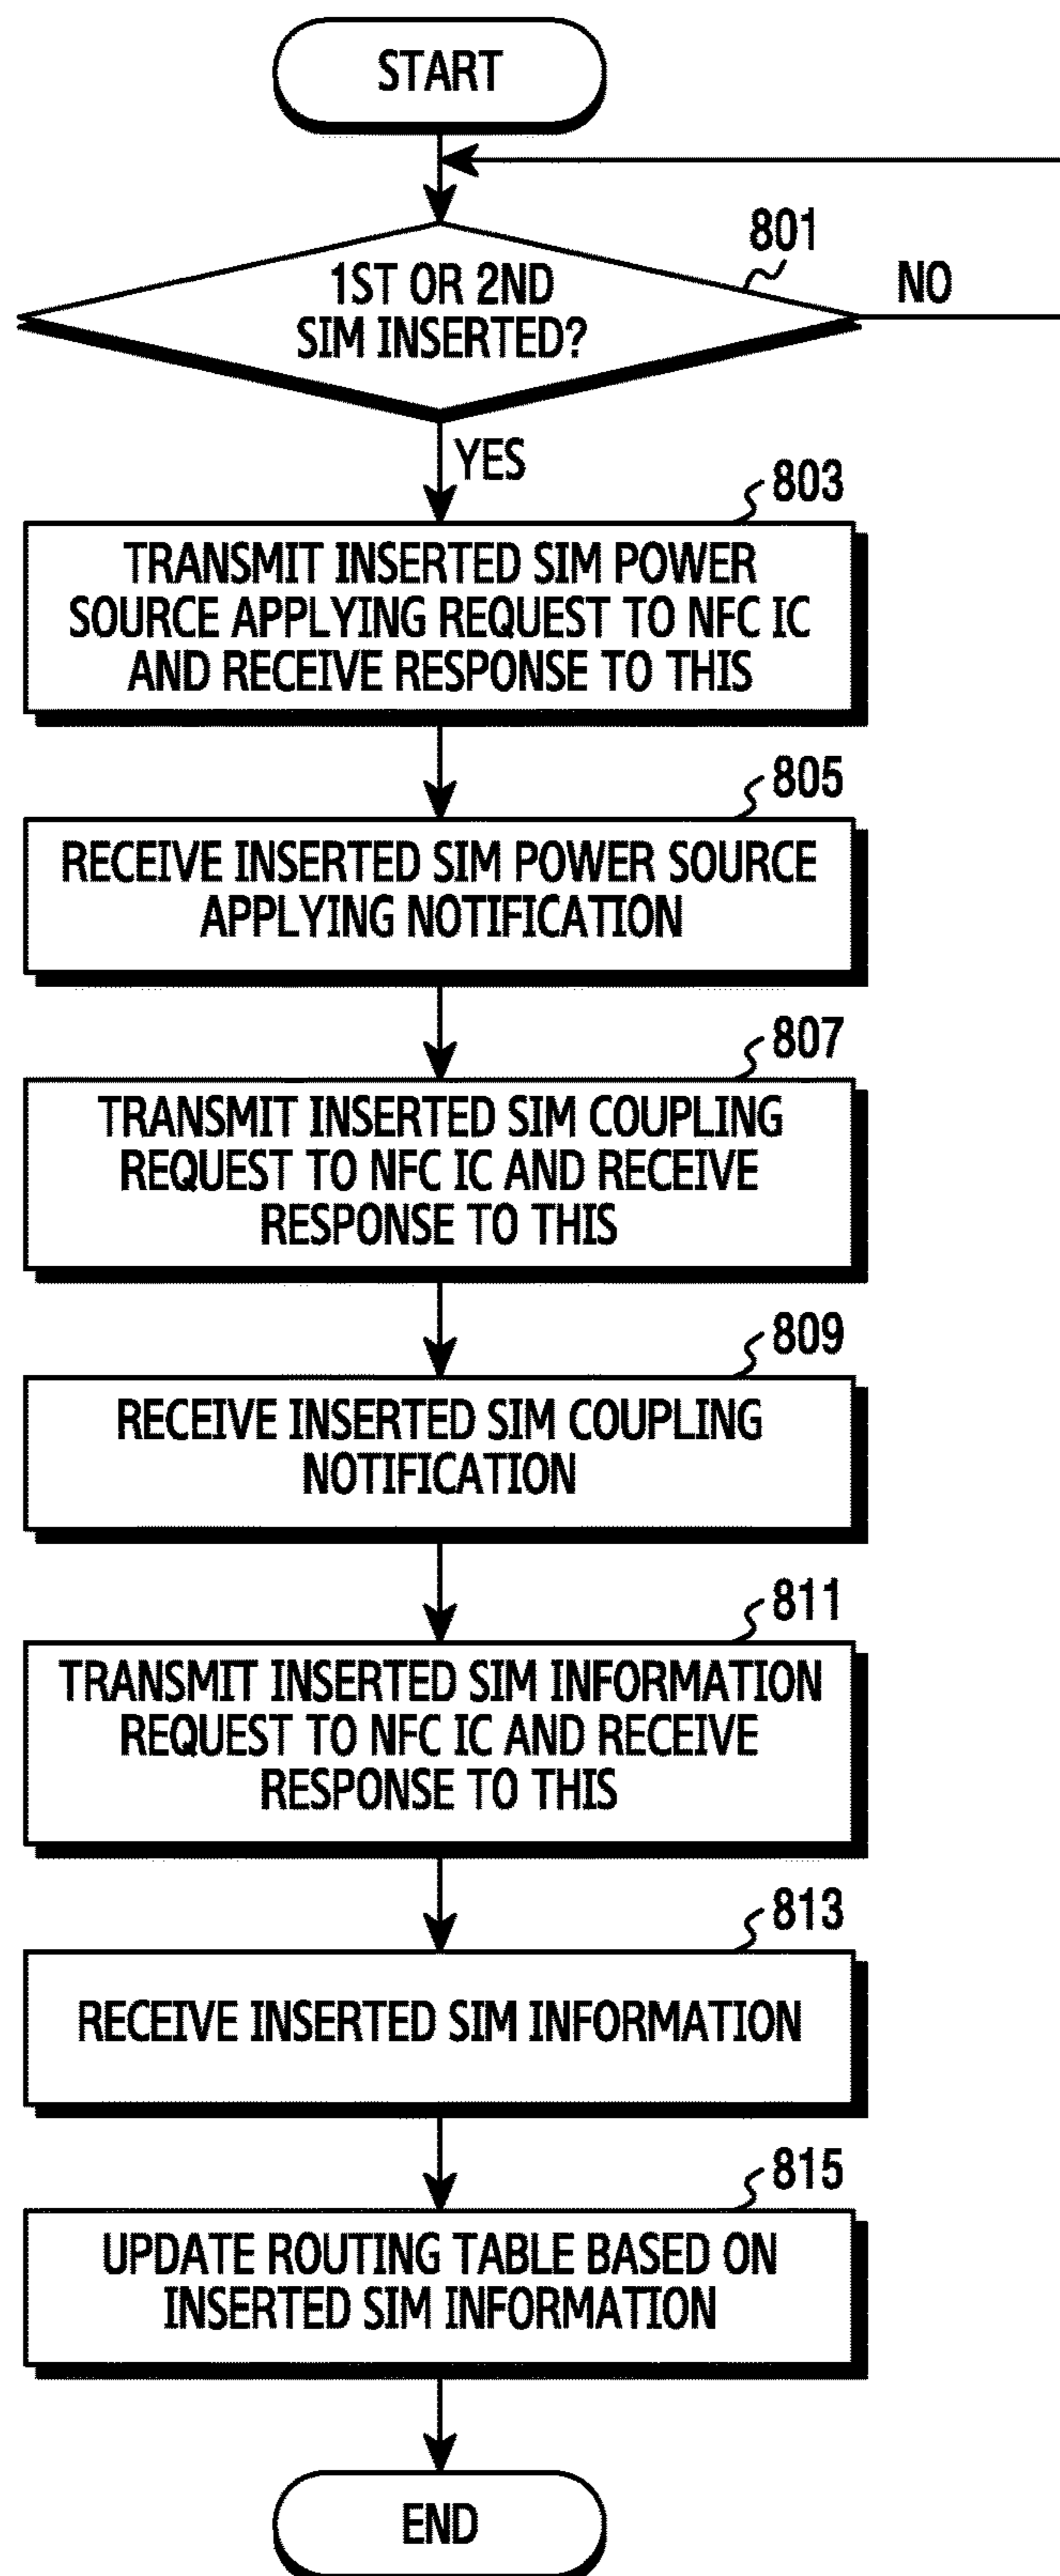 START
801
1ST OR 2ND
SIM INSERTED?
NO
YES
803
TRANSMIT INSERTED SIM POWER
SOURCE APPLYING REQUEST TO NFC IC
AND RECEIVE RESPONSE TO THIS
805
RECEIVE INSERTED SIM POWER SOURCE
APPLYING NOTIFICATION
807
TRANSMIT INSERTED SIM COUPLING
REQUEST TO NFC IC AND RECEIVE
RESPONSE TO THIS
809
RECEIVE INSERTED SIM COUPLING
NOTIFICATION
811
TRANSMIT INSERTED SIM INFORMATION
REQUEST TO NFC IC AND RECEIVE
RESPONSE TO THIS
813
RECEIVE INSERTED SIM INFORMATION
815
UPDATE ROUTING TABLE BASED ON
INSERTED SIM INFORMATION
END